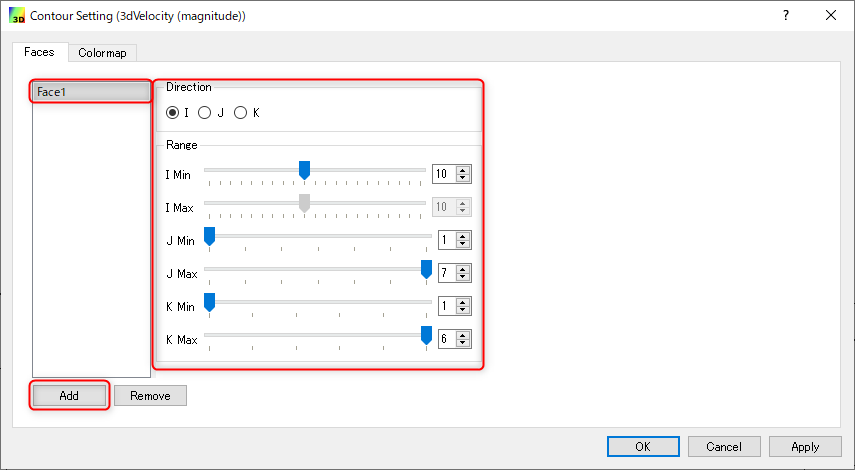 3D Contour Setting (3dVelocity (magnitude)) ?
Faces Colormap
Face1
Direction
I J K
Range
I Min 10
I Max 10
J Min 1
J Max 7
K Min 1
K Max 6
Add Remove
OK Cancel Apply